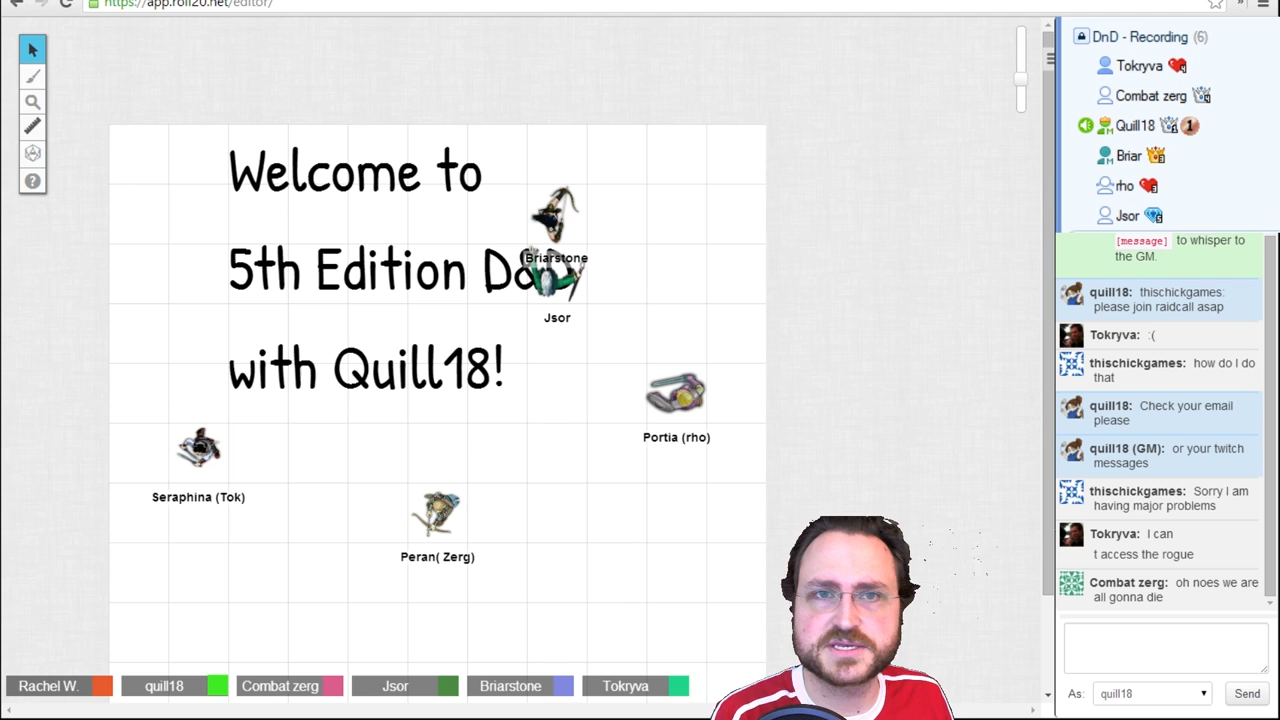 https://app.roll20.net/editor/
Welcome to
5th Edition D&D
with Quill18!
Briarstone
Jsor
Portia (rho)
Seraphina (Tok)
Peran( Zerg)
Rachel W.
quill18
Combat zerg
Jsor
Briarstone
Tokryva
DnD - Recording (6)
Tokryva
Combat zerg
Quill18 1
Briar
rho
Jsor
[message] to whisper to
the GM.
quill18: thischickgames:
please join raidcall asap
Tokryva: :(
thischickgames: how do I do
that
quill18: Check your email
please
quill18 (GM): or your twitch
messages
thischickgames: Sorry I am
having major problems
Tokryva: I can
t access the rogue
Combat zerg: oh noes we are
all gonna die
As: quill18 Send